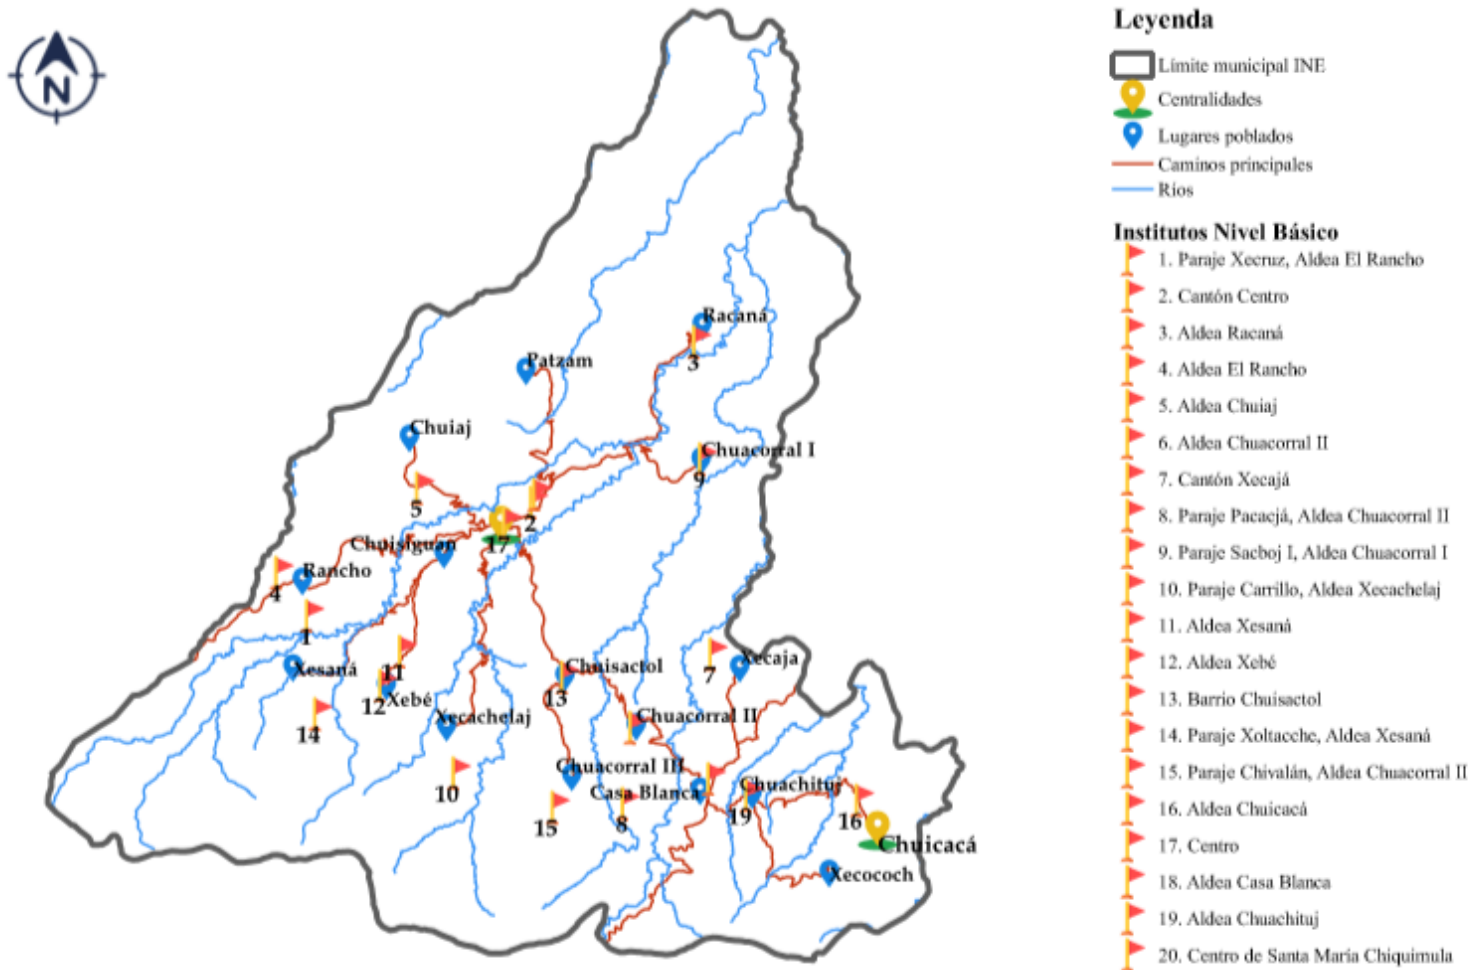 N
Racaná
3
Patzam
Chuiaj
Chuacorral I
9
5
2
17
Chuisiguan
Rancho
4
1
Xesaná
11
12
Xebé
14
Xecachelaj
10
Chuisactol
13
7
Xecaja
Chuacorral II
Chuacorral III
Casa Blanca
Chuachituj
15
8
19
16
Chuicacá
Xecococh
Leyenda
Límite municipal INE
Centralidades
Lugares poblados
Caminos principales
Ríos
Institutos Nivel Básico
1. Paraje Xecruz, Aldea El Rancho
2. Cantón Centro
3. Aldea Racaná
4. Aldea El Rancho
5. Aldea Chuiaj
6. Aldea Chuacorral II
7. Cantón Xecajá
8. Paraje Pacacjá, Aldea Chuacorral II
9. Paraje Sacboj I, Aldea Chuacorral I
10. Paraje Carrillo, Aldea Xecachelaj
11. Aldea Xesaná
12. Aldea Xebé
13. Barrio Chuisactol
14. Paraje Xoltacche, Aldea Xesaná
15. Paraje Chivalán, Aldea Chuacorral II
16. Aldea Chuicacá
17. Centro
18. Aldea Casa Blanca
19. Aldea Chuachituj
20. Centro de Santa María Chiquimula